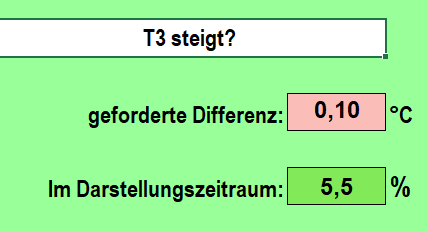 T3 steigt?
geforderte Differenz: 0,10 °C
Im Darstellungszeitraum: 5,5 %